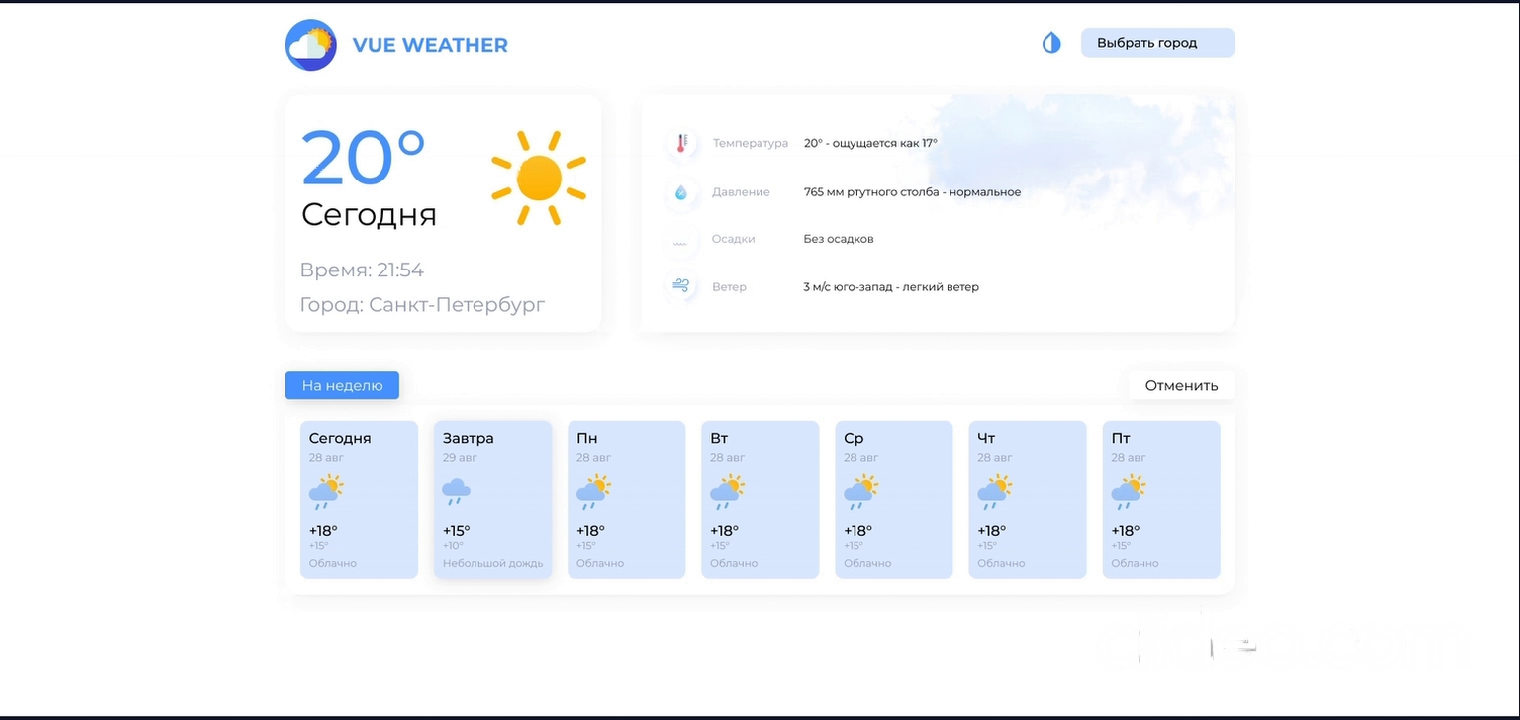 VUE WEATHER
Выбрать город
20°
Сегодня
Время: 21:54
Город: Санкт-Петербург
Температура 20° - ощущается как 17°
Давление 765 мм ртутного столба - нормальное
Осадки Без осадков
Ветер 3 м/с юго-запад - легкий ветер
На неделю
Отменить
Сегодня
28 авг
+18°
+15°
Облачно
Завтра
29 авг
+15°
+10°
Небольшой дождь
Пн
28 авг
+18°
+15°
Облачно
Вт
28 авг
+18°
+15°
Облачно
Ср
28 авг
+18°
+15°
Облачно
Чт
28 авг
+18°
+15°
Облачно
Пт
28 авг
+18°
+15°
Облачно